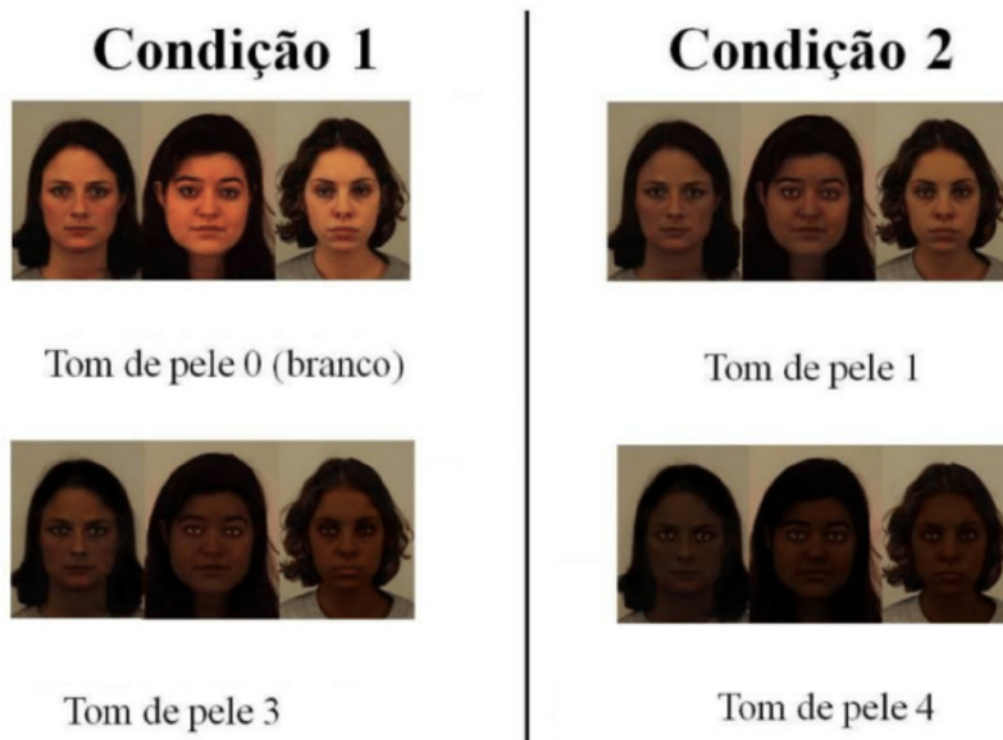 Condição 1
Condição 2
Tom de pele 0 (branco)
Tom de pele 1
Tom de pele 3
Tom de pele 4